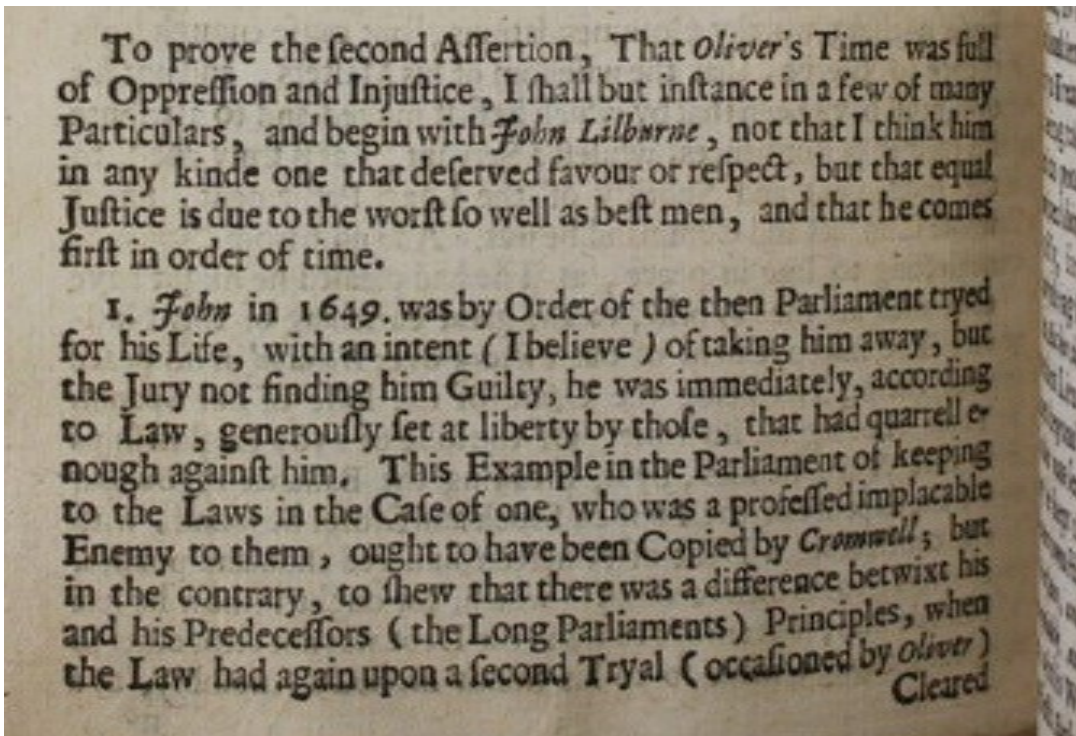 To prove the ſecond Aſſertion, That Oliver's Time was full
of Oppreſſion and Injuſtice, I ſhall but inſtance in a few of many
Particulars, and begin with John Lilburne, not that I think him
in any kinde one that deſerved favour or reſpect, but that equal
Juſtice is due to the worſt ſo well as beſt men, and that he comes
firſt in order of time.
1. John in 1649. was by Order of the then Parliament tryed
for his Life, with an intent (I believe) of taking him away, but
the Jury not finding him Guilty, he was immediately, according
to Law, generouſly ſet at liberty by thoſe, that had quarrell e-
nough againſt him. This Example in the Parliament of keeping
to the Laws in the Caſe of one, who was a profeſſed implacable
Enemy to them, ought to have been Copied by Cromwell; but
in the contrary, to ſhew that there was a difference betwixt his
and his Predeceſſors (the Long Parliaments) Principles, when
the Law had again upon a ſecond Tryal (occaſioned by Oliver)
Cleared